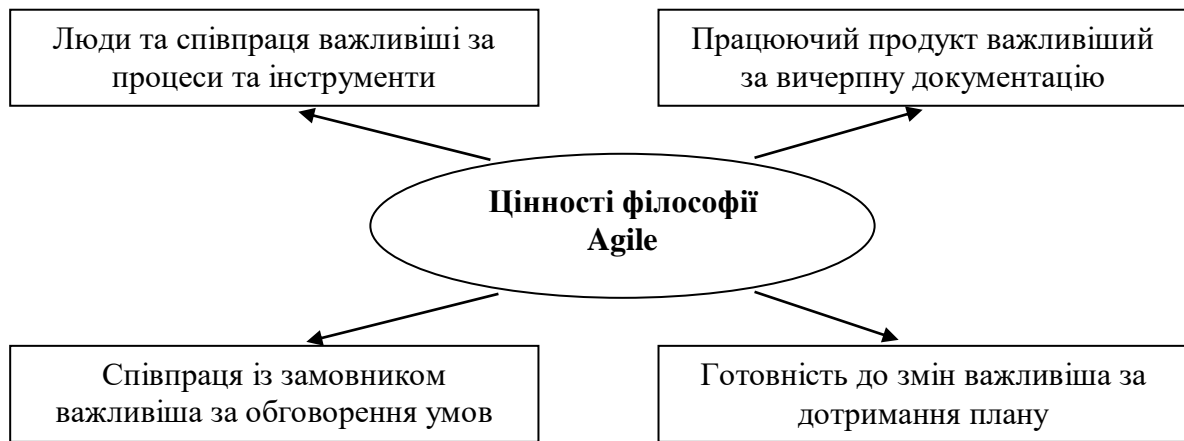 Люди та співпраця важливіші за
процеси та інструменти
Працюючий продукт важливіший
за вичерпну документацію
Цінності філософії
Agile
Співпраця із замовником
важливіша за обговорення умов
Готовність до змін важливіша за
дотримання плану